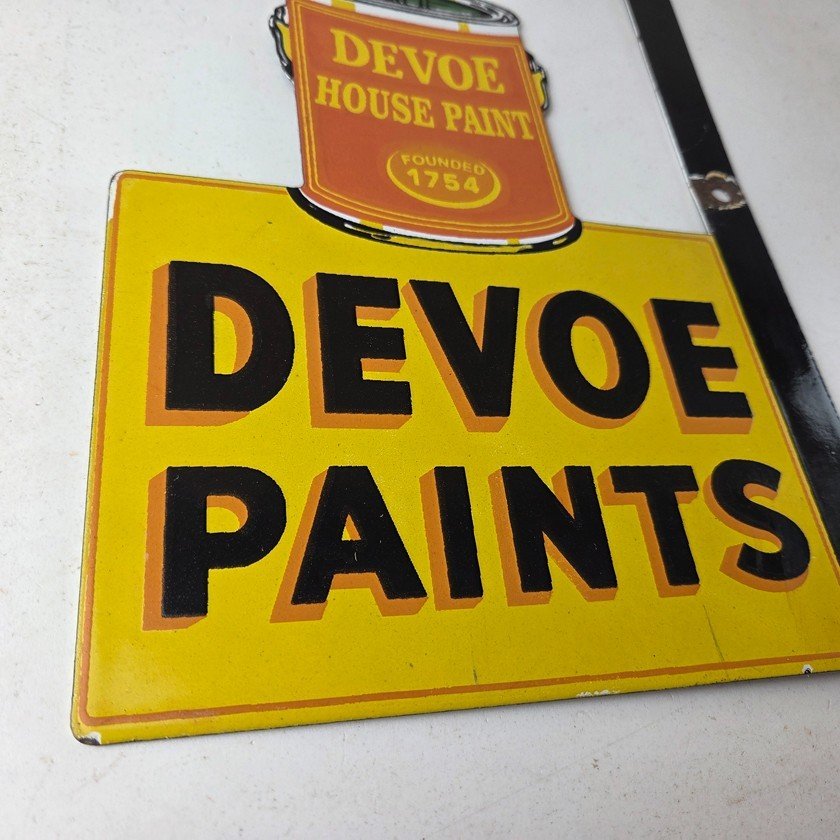 DEVOE
HOUSE PAINT
FOUNDED
1754
DEVOE
PAINTS